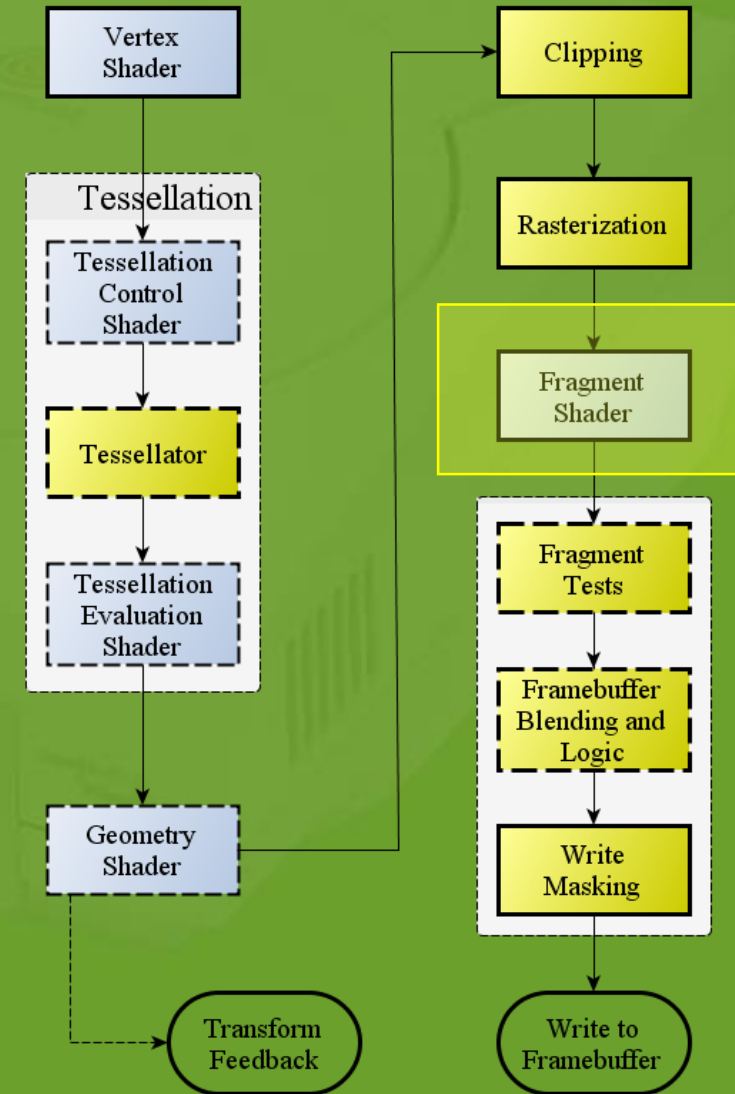 Vertex
Shader
Tessellation
Tessellation
Control
Shader
Tessellator
Tessellation
Evaluation
Shader
Geometry
Shader
Transform
Feedback
Clipping
Rasterization
Fragment
Shader
Fragment
Tests
Framebuffer
Blending and
Logic
Write
Masking
Write to
Framebuffer